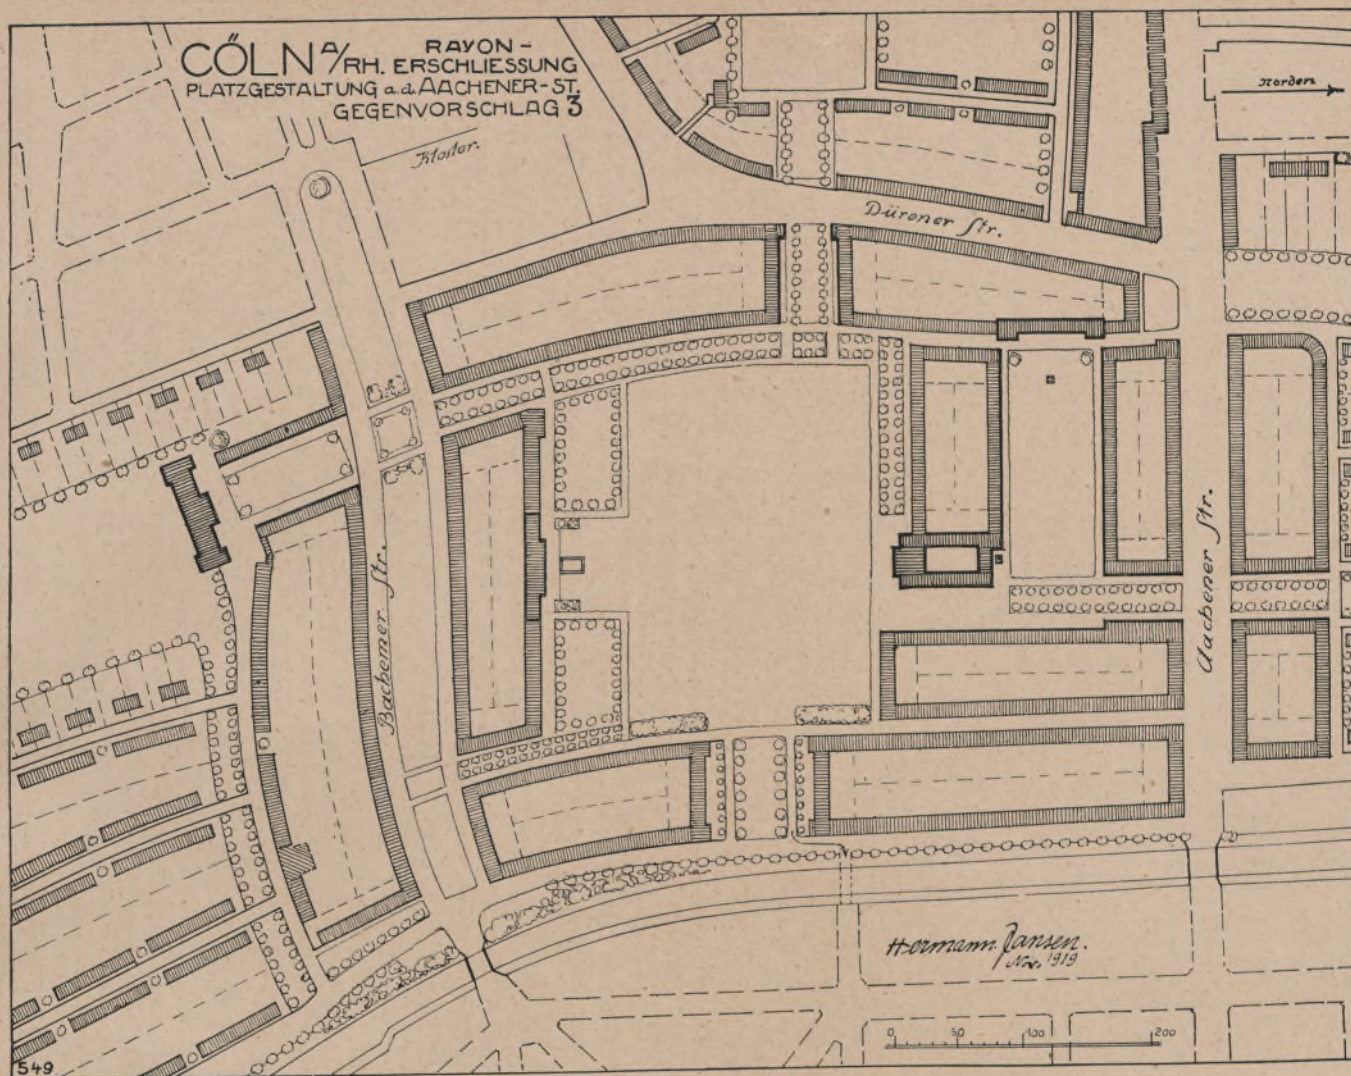 CÖLN A/RH. RAYON-
ERSCHLIESSUNG
PLATZGESTALTUNG a.d. AACHENER-ST.
GEGENVORSCHLAG 3
Norden
Kloster.
Dürener Str.
Bachemer Str.
Aachener Str.
Hermann Jansen.
Nov. 1919
0 50 100 200
549